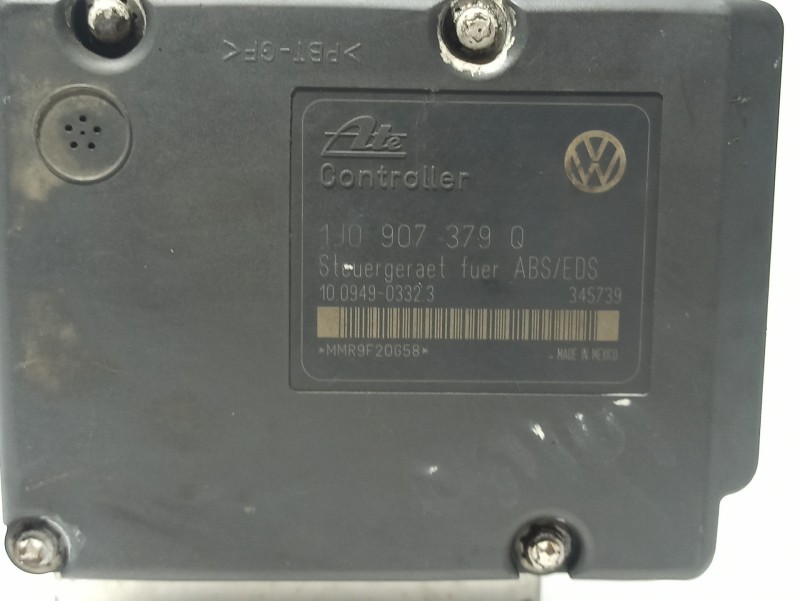 >PBT-GF<
Ate
Controller
1J0 907 379 Q
Steuergeraet fuer ABS/EDS
10.0949-0332.3 345739
*MMR9F20G58*
MADE IN MEXICO